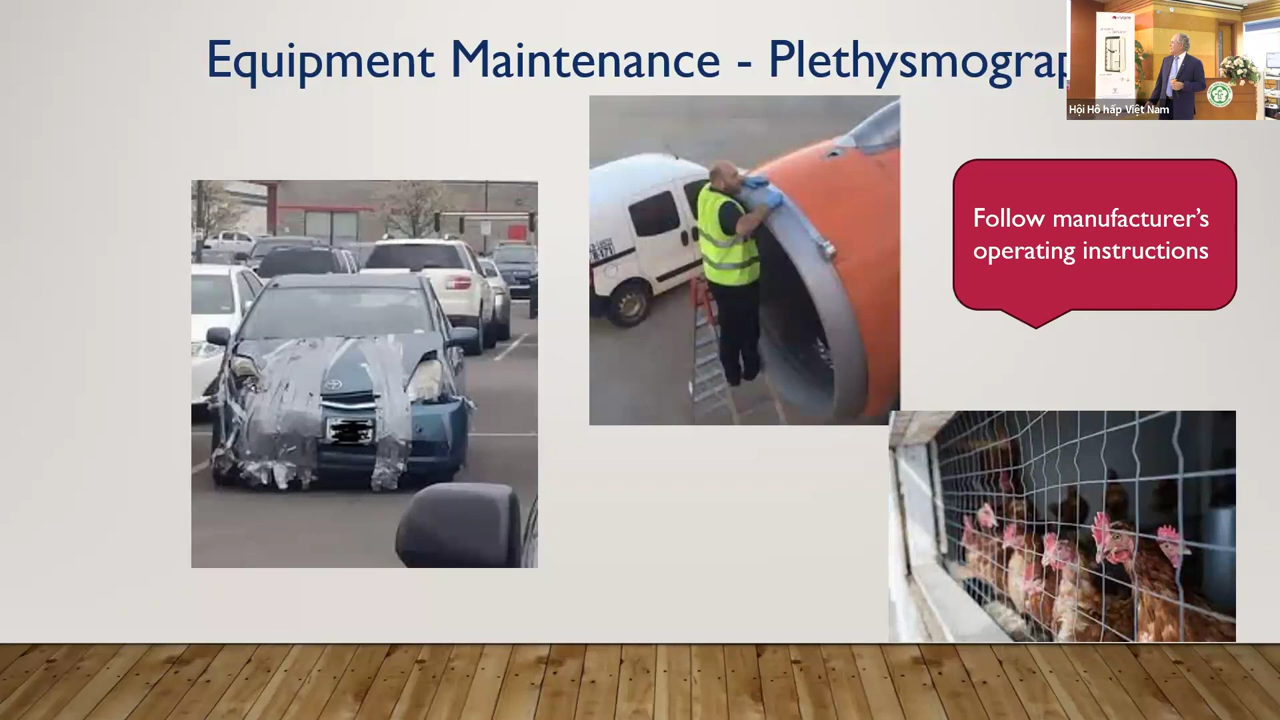 Equipment Maintenance - Plethysmograp
Hội Hô hấp Việt Nam
Follow manufacturer’s
operating instructions